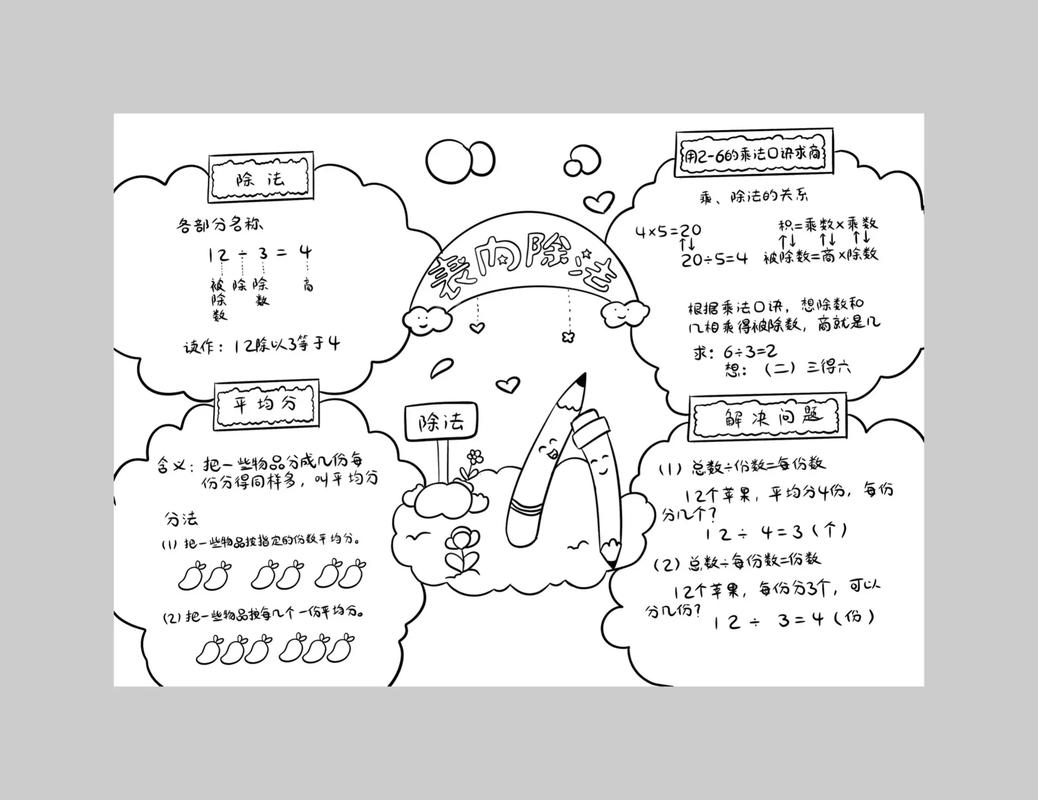 表内除法
除法
除法
各部分名称
12÷3=4
被除数 除 除数 商
读作：12除以3等于4
平均分
含义：把一些物品分成几份每
份分得同样多，叫平均分
分法
(1) 把一些物品按指定的份数平均分。
(2) 把一些物品按每几个一份平均分。
用2-6的乘法口诀求商
乘、除法的关系
4×5=20
20÷5=4
积=乘数×乘数
被除数=商×除数
根据乘法口诀，想除数和
几相乘得被除数，商就是几
求：6÷3=2
想：（二）三得六
解决问题
(1) 总数÷份数=每份数
12个苹果，平均分4份，每份
分几个？
12÷4=3（个）
(2) 总数÷每份数=份数
12个苹果，每份分3个，可以
分几份？
12÷3=4（份）